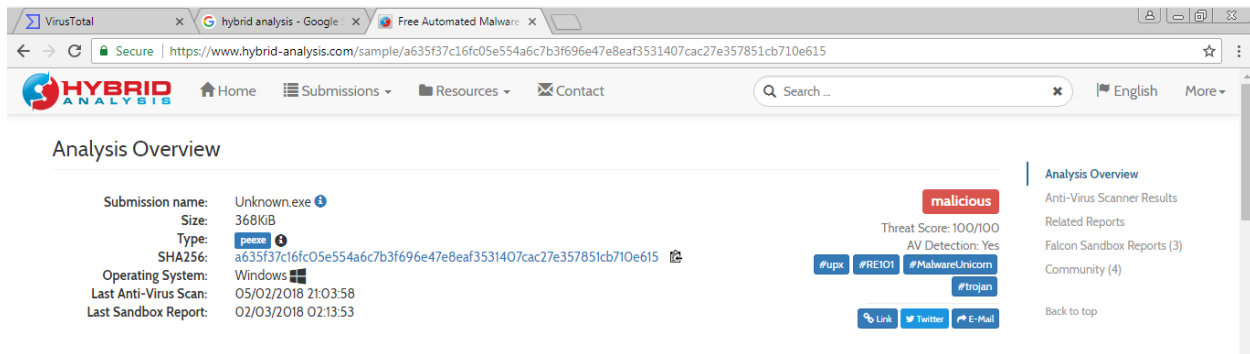 VirusTotal
hybrid analysis - Google S
Free Automated Malware
Secure | https://www.hybrid-analysis.com/sample/a635f37c16fc05e554a6c7b3f696e47e8eaf3531407cac27e357851cb710e615
HYBRID
ANALYSIS
Home
Submissions
Resources
Contact
Search ...
English
More
Analysis Overview
Submission name: Unknown.exe
Size: 368KiB
Type: peexe
SHA256: a635f37c16fc05e554a6c7b3f696e47e8eaf3531407cac27e357851cb710e615
Operating System: Windows
Last Anti-Virus Scan: 05/02/2018 21:03:58
Last Sandbox Report: 02/03/2018 02:13:53
malicious
Threat Score: 100/100
AV Detection: Yes
#upx #RE101 #MalwareUnicorn
#trojan
Link Twitter E-Mail
Analysis Overview
Anti-Virus Scanner Results
Related Reports
Falcon Sandbox Reports (3)
Community (4)
Back to top